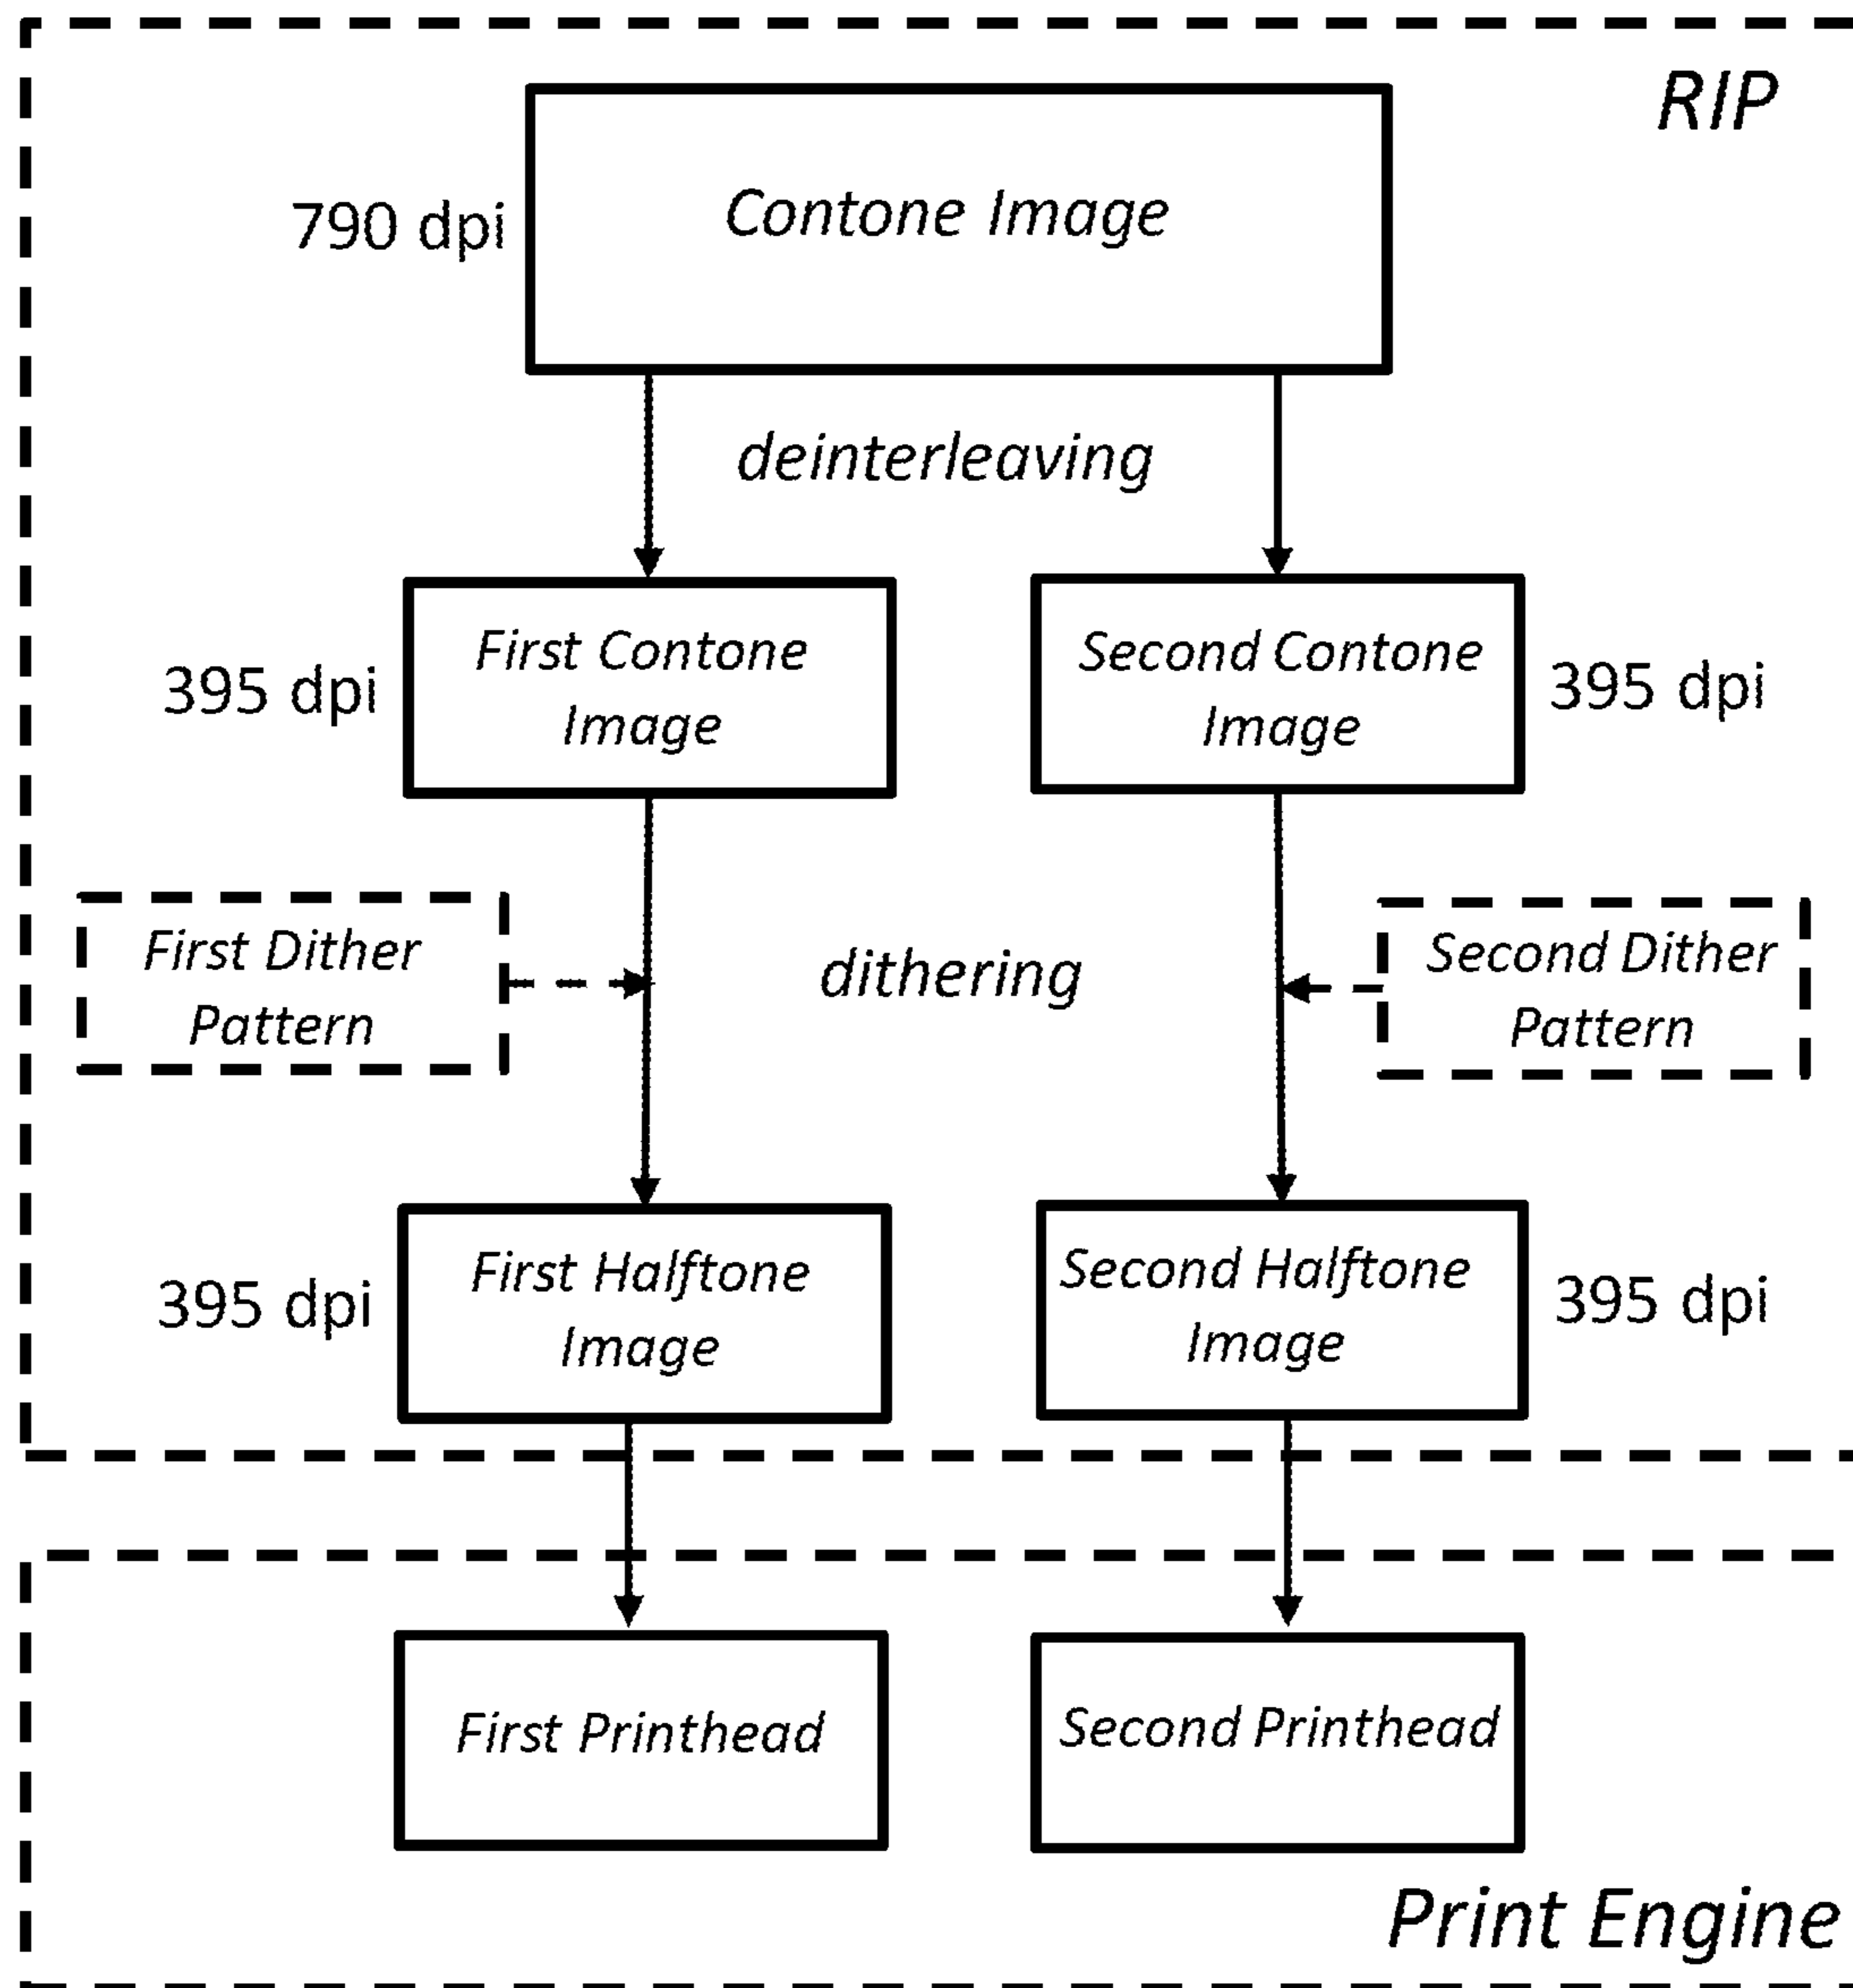 RIP
790 dpi
Contone Image
deinterleaving
395 dpi
First Contone
Image
Second Contone
Image
395 dpi
First Dither
Pattern
dithering
Second Dither
Pattern
395 dpi
First Halftone
Image
Second Halftone
Image
395 dpi
First Printhead
Second Printhead
Print Engine